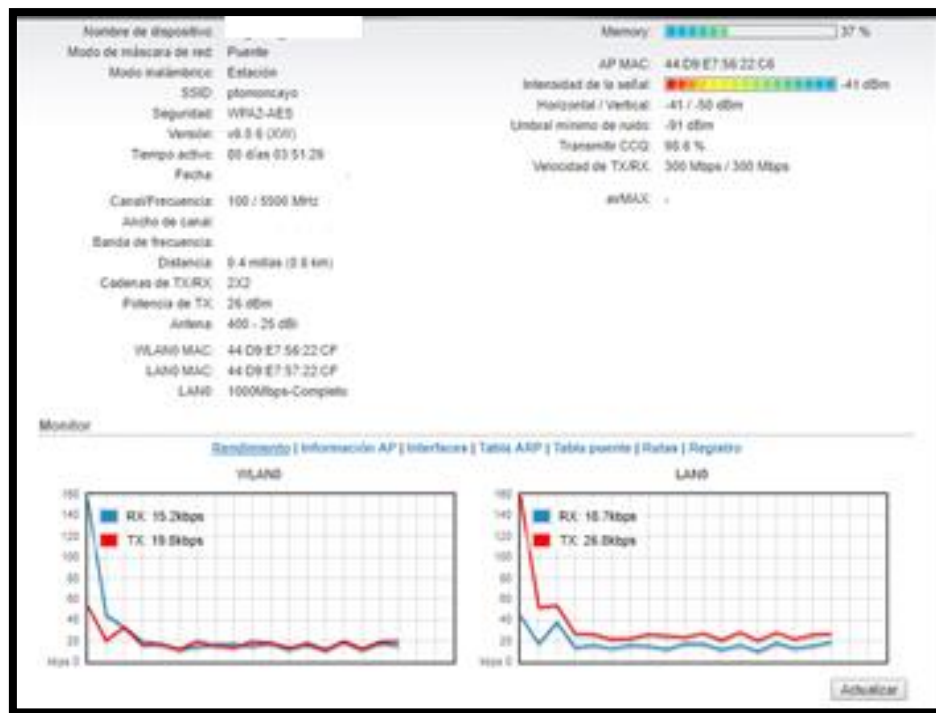 Nombre de dispositivo:
Modo de máscara de red: Puente
Modo inalámbrico: Estación
SSID: ptomoncayo
Seguridad: WPA2-AES
Versión: v6.0.6 (XW)
Tiempo activo: 00 días 03:51:26
Fecha:
Canal/Frecuencia: 100 / 5500 MHz
Ancho de canal:
Banda de frecuencia:
Distancia: 0.4 millas (0.6 km)
Cadenas de TX/RX: 2X2
Potencia de TX: 26 dBm
Antena: 400 - 25 dBi
WLAN0 MAC: 44:D9:E7:56:22:CF
LAN0 MAC: 44:D9:E7:57:22:CF
LAN0: 1000Mbps-Completo
Memory: 37 %
AP MAC: 44:D9:E7:56:22:C6
Intensidad de la señal: -41 dBm
Horizontal / Vertical: -41 / -50 dBm
Umbral mínimo de ruido: -91 dBm
Transmitir CCQ: 98.6 %
Velocidad de TX/RX: 300 Mbps / 300 Mbps
airMAX: -
Monitor
Rendimiento | Información AP | Interfaces | Tabla ARP | Tabla puente | Rutas | Registro
WLAN0
160
140
120
100
80
60
40
20
kbps 0
RX: 15.2kbps
TX: 19.8kbps
LAN0
160
140
120
100
80
60
40
20
kbps 0
RX: 18.7kbps
TX: 26.8kbps
Actualizar